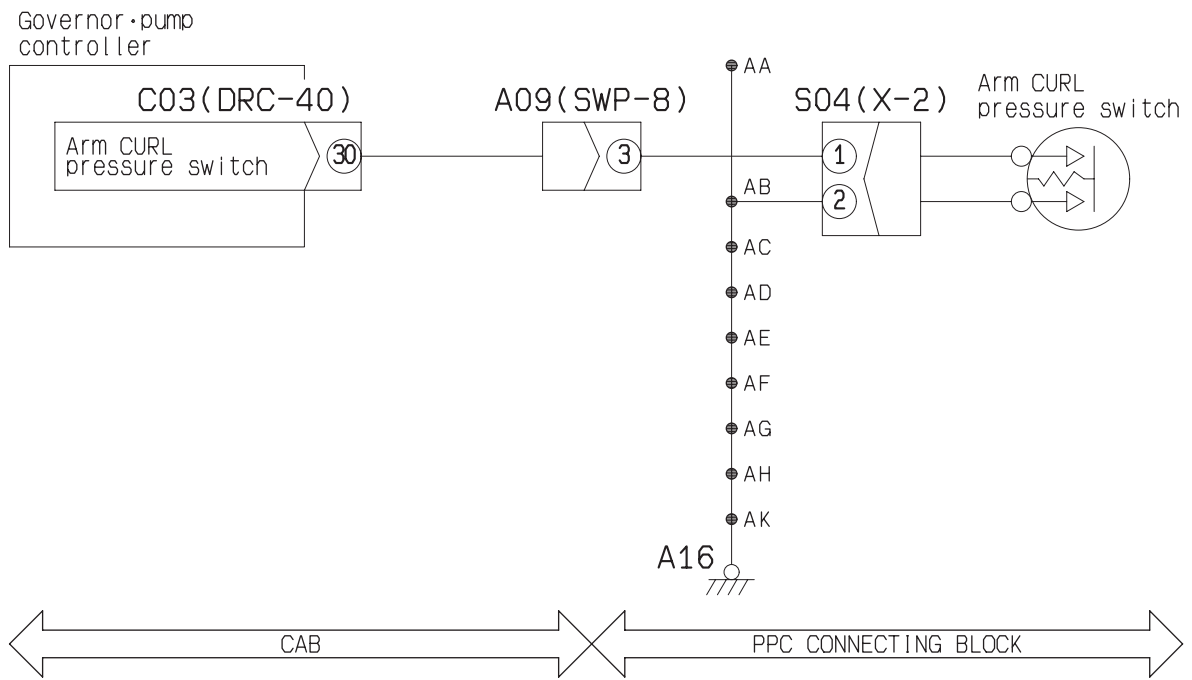 Governor・pump
controller
C03(DRC-40)
Arm CURL
pressure switch
30
A09(SWP-8)
3
AA
AB
AC
AD
AE
AF
AG
AH
AK
A16
S04(X-2)
1
2
Arm CURL
pressure switch
CAB
PPC CONNECTING BLOCK